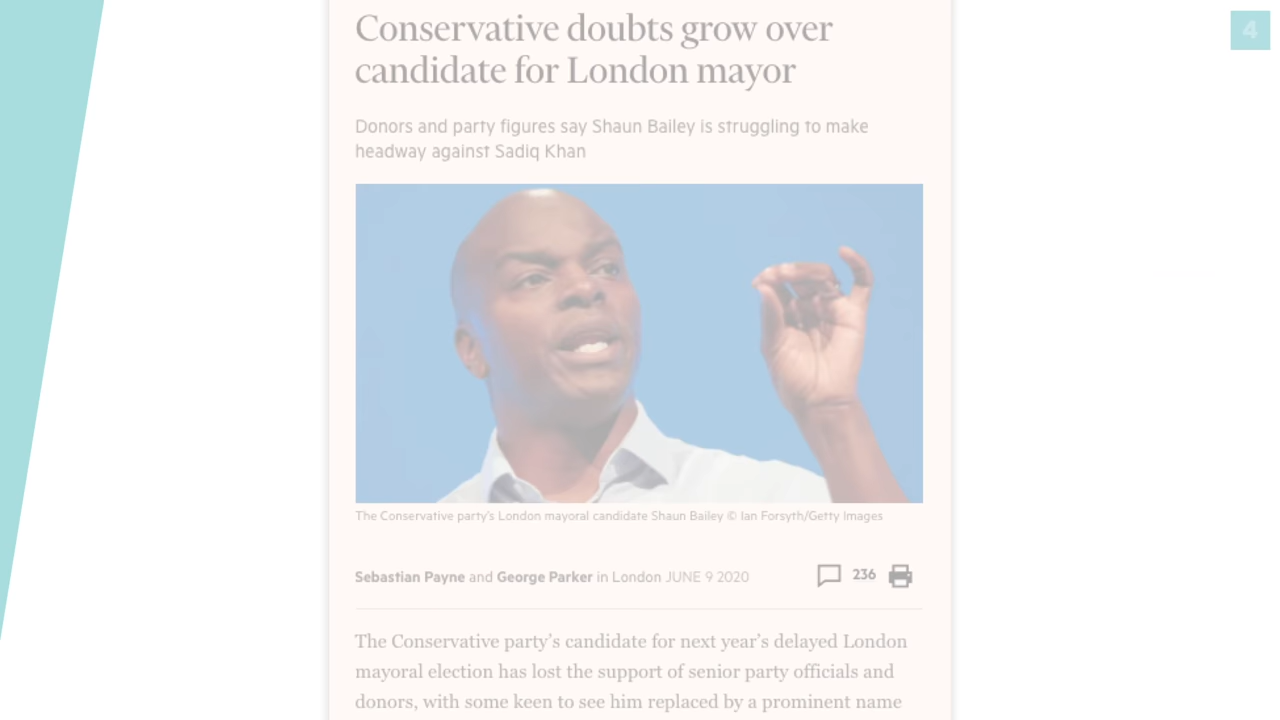 4
Conservative doubts grow over
candidate for London mayor
Donors and party figures say Shaun Bailey is struggling to make
headway against Sadiq Khan
The Conservative party's London mayoral candidate Shaun Bailey © Ian Forsyth/Getty Images
Sebastian Payne and George Parker in London JUNE 9 2020
236
The Conservative party's candidate for next year's delayed London
mayoral election has lost the support of senior party officials and
donors, with some keen to see him replaced by a prominent name